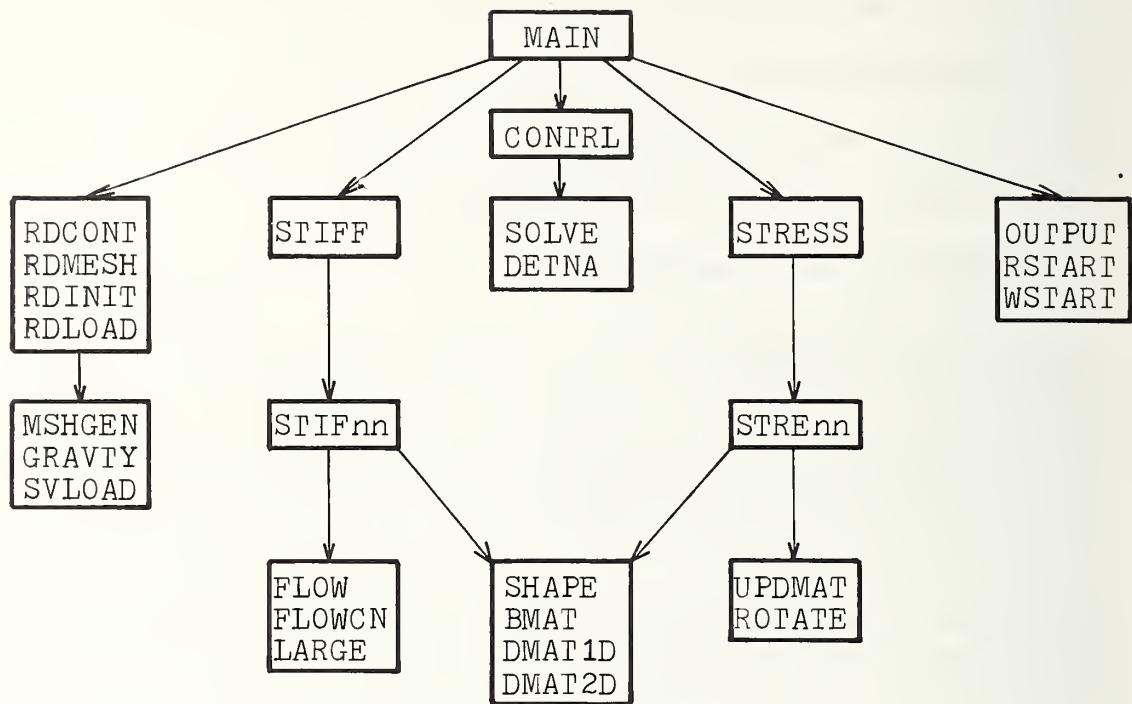 MAIN
CONTRL
RDCONT
RDMESH
RDINIT
RDLOAD
STIFF
SOLVE
DETNA
STRESS
OUTPUT
RSTART
WSTART
MSHGEN
GRAVTY
SVLOAD
STIFnn
STREnn
FLOW
FLOWCN
LARGE
SHAPE
BMAT
DMAT1D
DMAT2D
UPDMAT
ROTATE